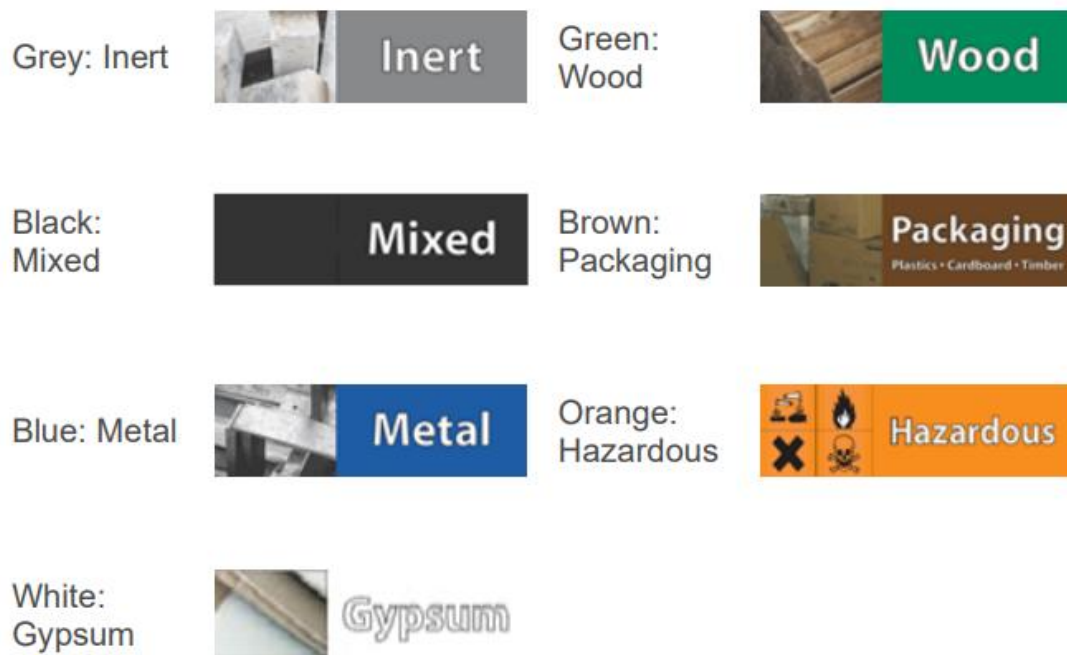 Grey: Inert
Inert
Green:
Wood
Wood
Black:
Mixed
Mixed
Brown:
Packaging
Packaging
Plastics • Cardboard • Timber
Blue: Metal
Metal
Orange:
Hazardous
Hazardous
White:
Gypsum
Gypsum